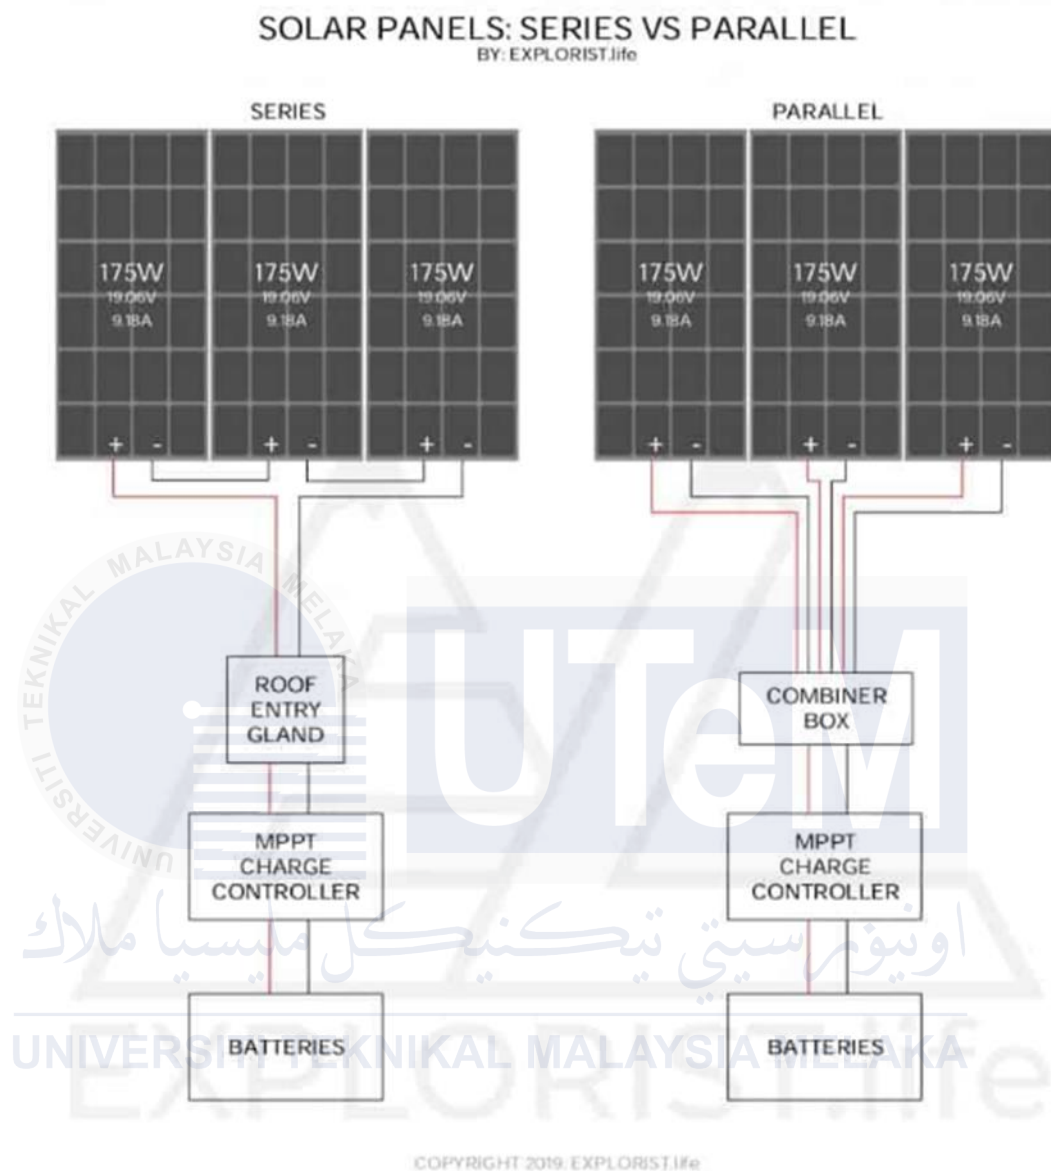 SOLAR PANELS: SERIES VS PARALLEL
BY: EXPLORIST.life
SERIES
175W
19.06V
9.18A
+ -
175W
19.06V
9.18A
+ -
175W
19.06V
9.18A
+ -
ROOF
ENTRY
GLAND
MPPT
CHARGE
CONTROLLER
BATTERIES
PARALLEL
175W
19.06V
9.18A
+ -
175W
19.06V
9.18A
+ -
175W
19.06V
9.18A
+ -
COMBINER
BOX
MPPT
CHARGE
CONTROLLER
BATTERIES
UNIVERSITI TEKNIKAL MALAYSIA MELAKA
UTeM
اونيۏرسيتي تيكنيكل مليسيا ملاك
UNIVERSITI TEKNIKAL MALAYSIA MELAKA
EXPLORIST.life
COPYRIGHT 2019. EXPLORIST.life